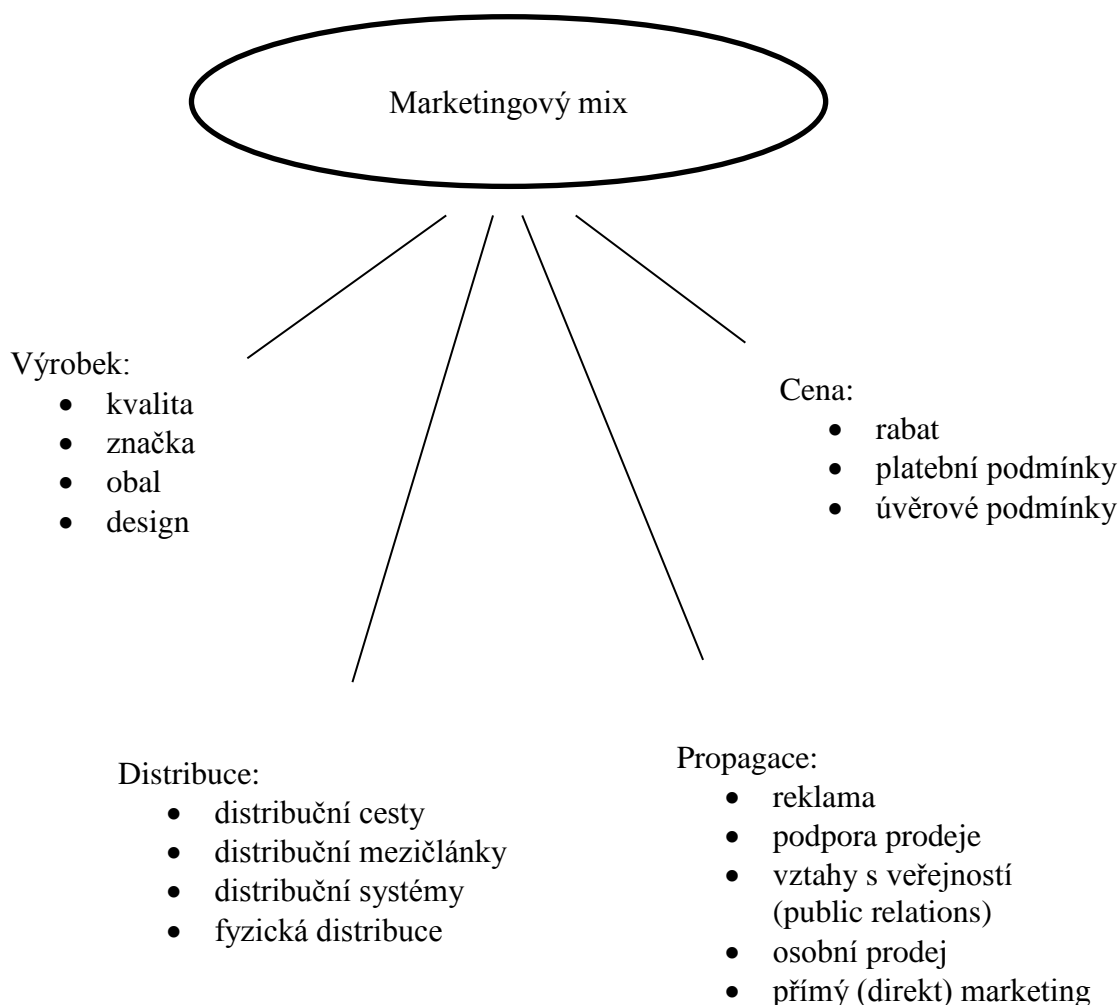 Marketingový mix
Výrobek:
• kvalita
• značka
• obal
• design
Cena:
• rabat
• platební podmínky
• úvěrové podmínky
Distribuce:
• distribuční cesty
• distribuční mezičlánky
• distribuční systémy
• fyzická distribuce
Propagace:
• reklama
• podpora prodeje
• vztahy s veřejností
(public relations)
• osobní prodej
• přímý (direkt) marketing